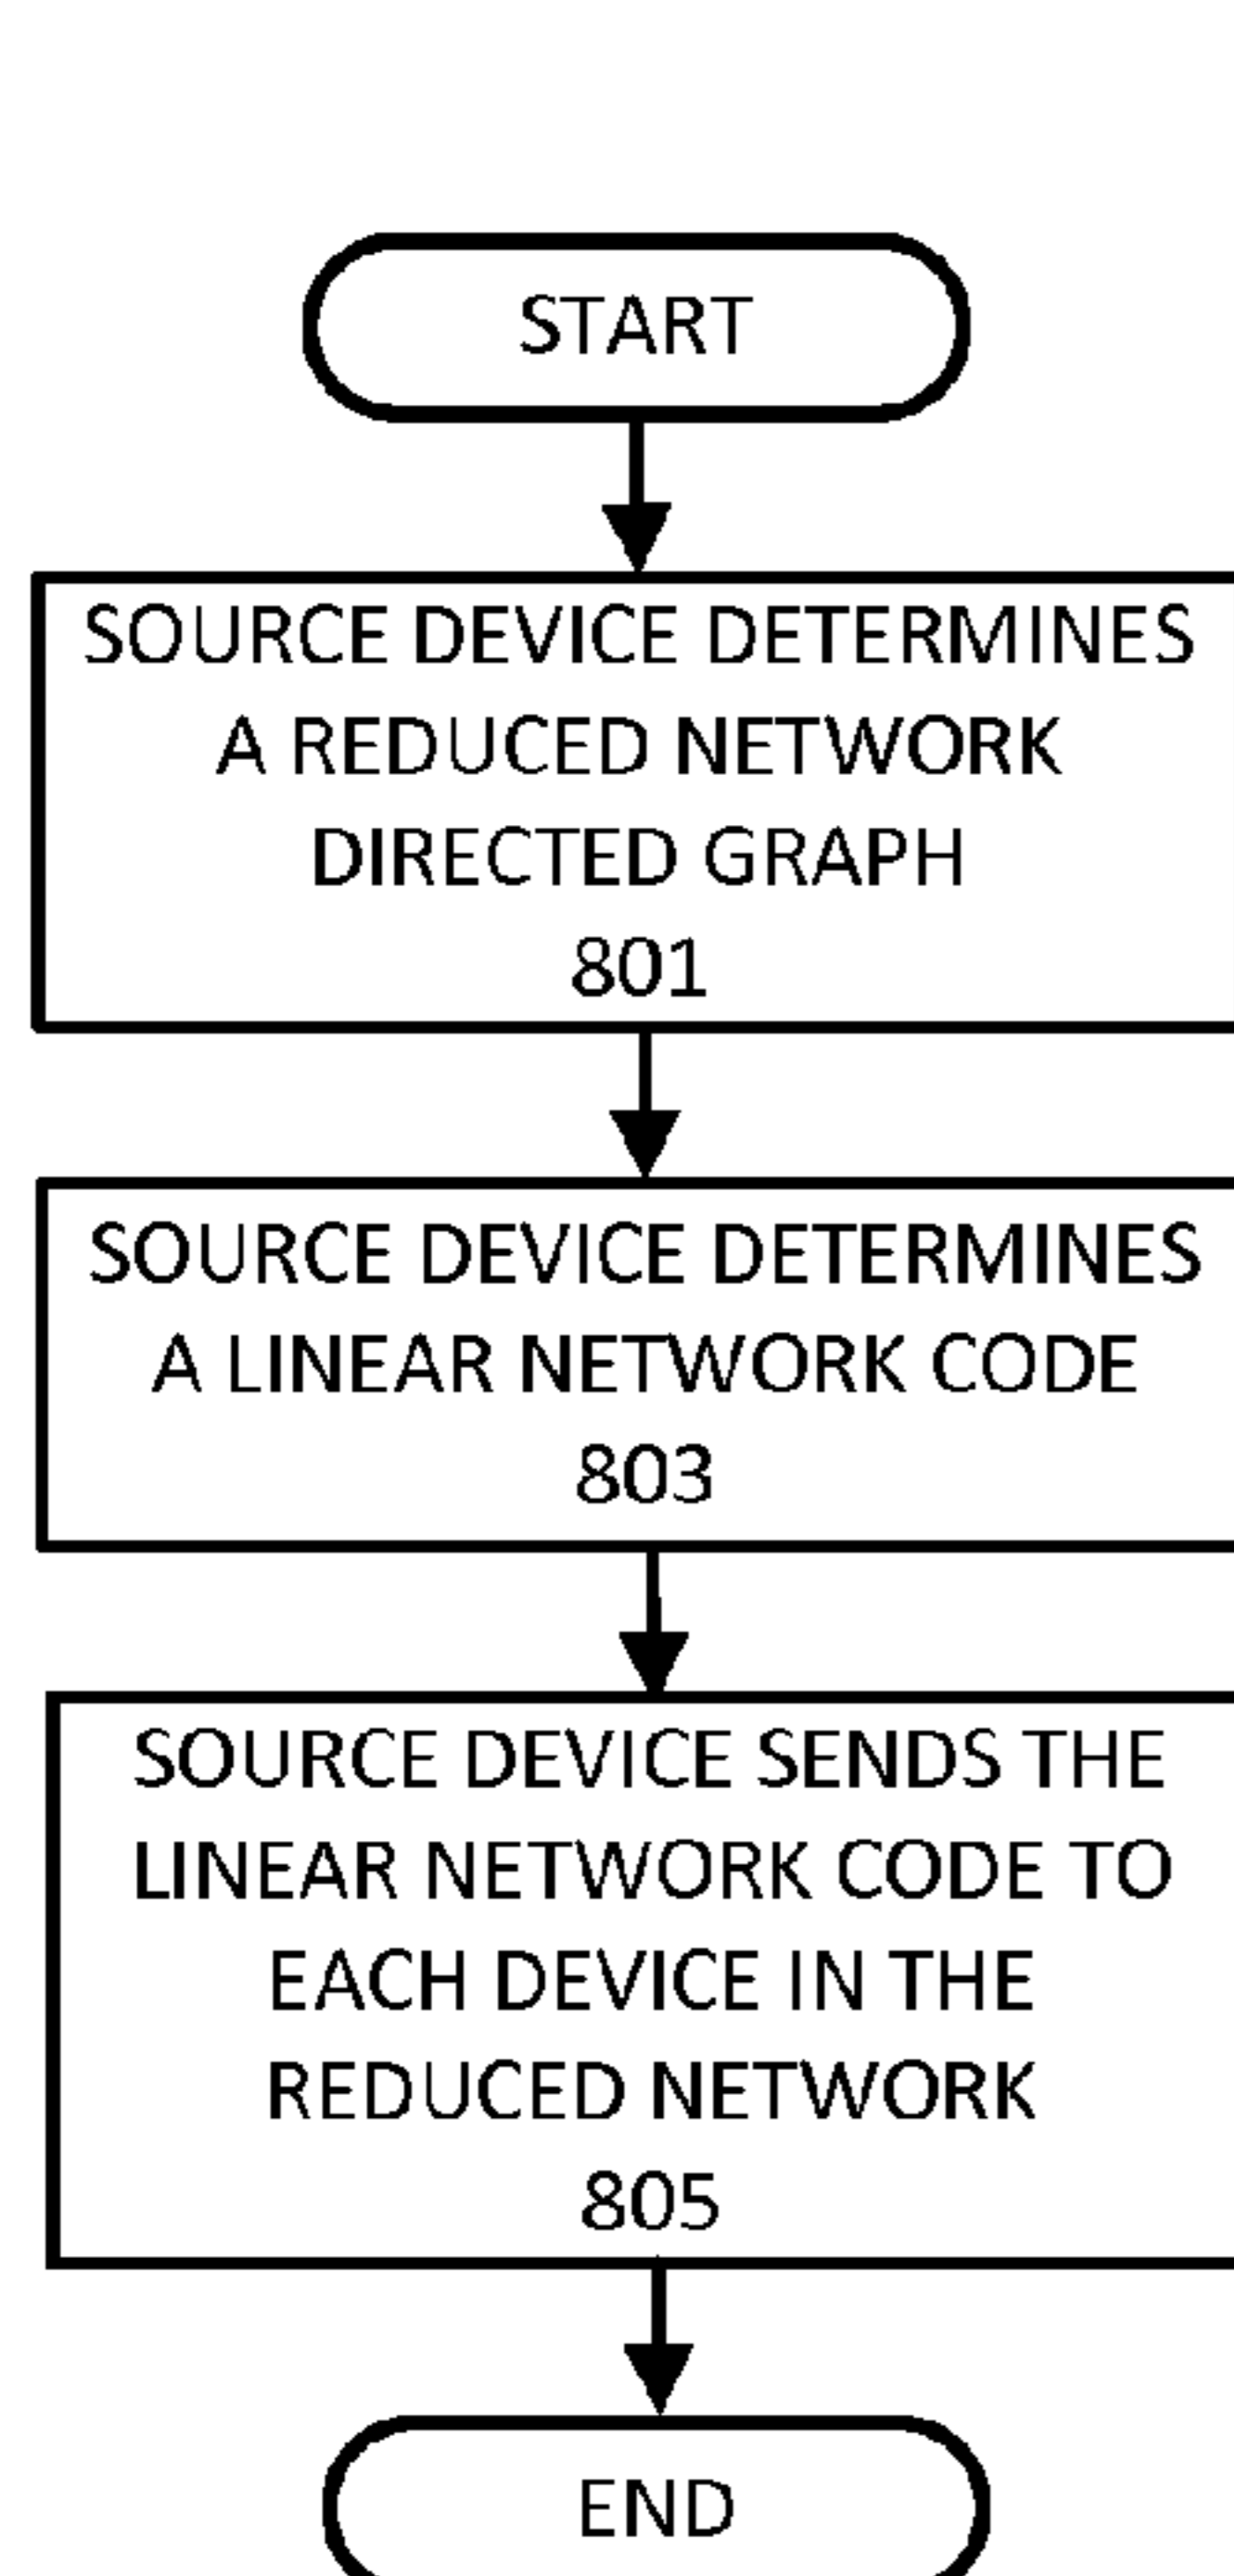 START
SOURCE DEVICE DETERMINES
A REDUCED NETWORK
DIRECTED GRAPH
801
SOURCE DEVICE DETERMINES
A LINEAR NETWORK CODE
803
SOURCE DEVICE SENDS THE
LINEAR NETWORK CODE TO
EACH DEVICE IN THE
REDUCED NETWORK
805
END